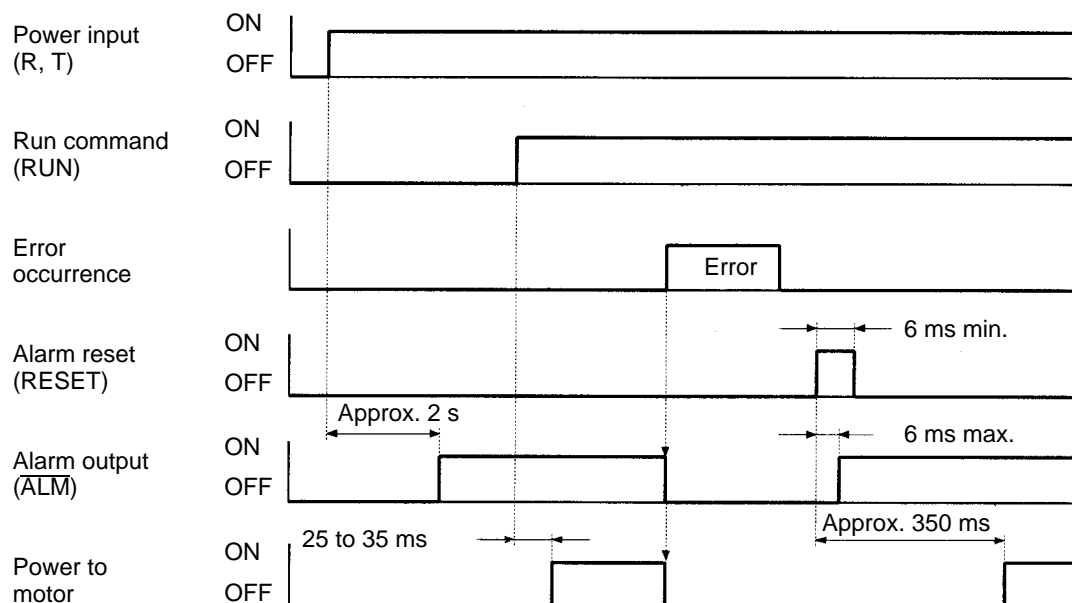 Power input
(R, T)
ON
OFF
Run command
(RUN)
ON
OFF
Error
occurrence
Error
Alarm reset
(RESET)
ON
OFF
6 ms min.
Approx. 2 s
Alarm output
(ALM)
ON
OFF
6 ms max.
Approx. 350 ms
25 to 35 ms
Power to
motor
ON
OFF